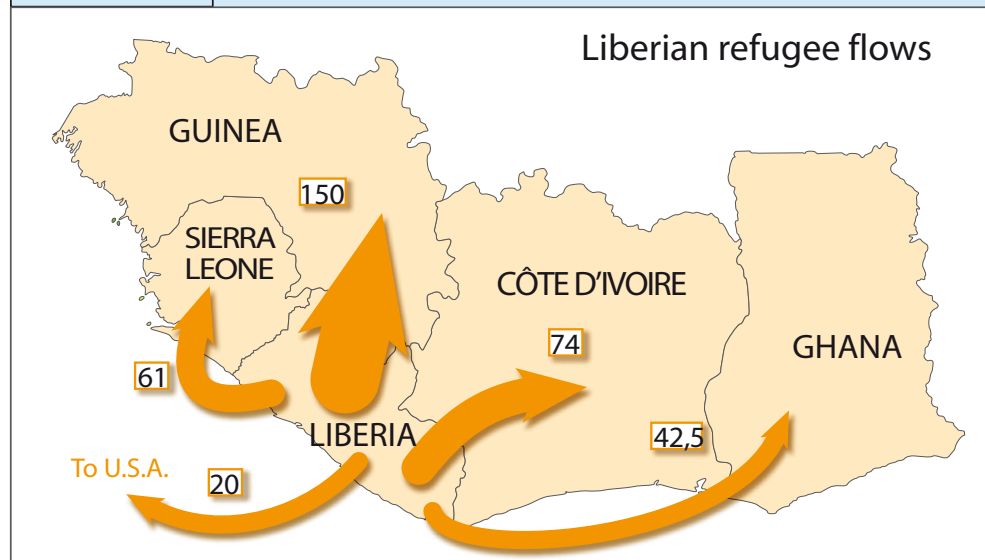 Liberian refugee flows
GUINEA
150
SIERRA
LEONE
CÔTE D'IVOIRE
74
GHANA
61
LIBERIA
42,5
To U.S.A.
20